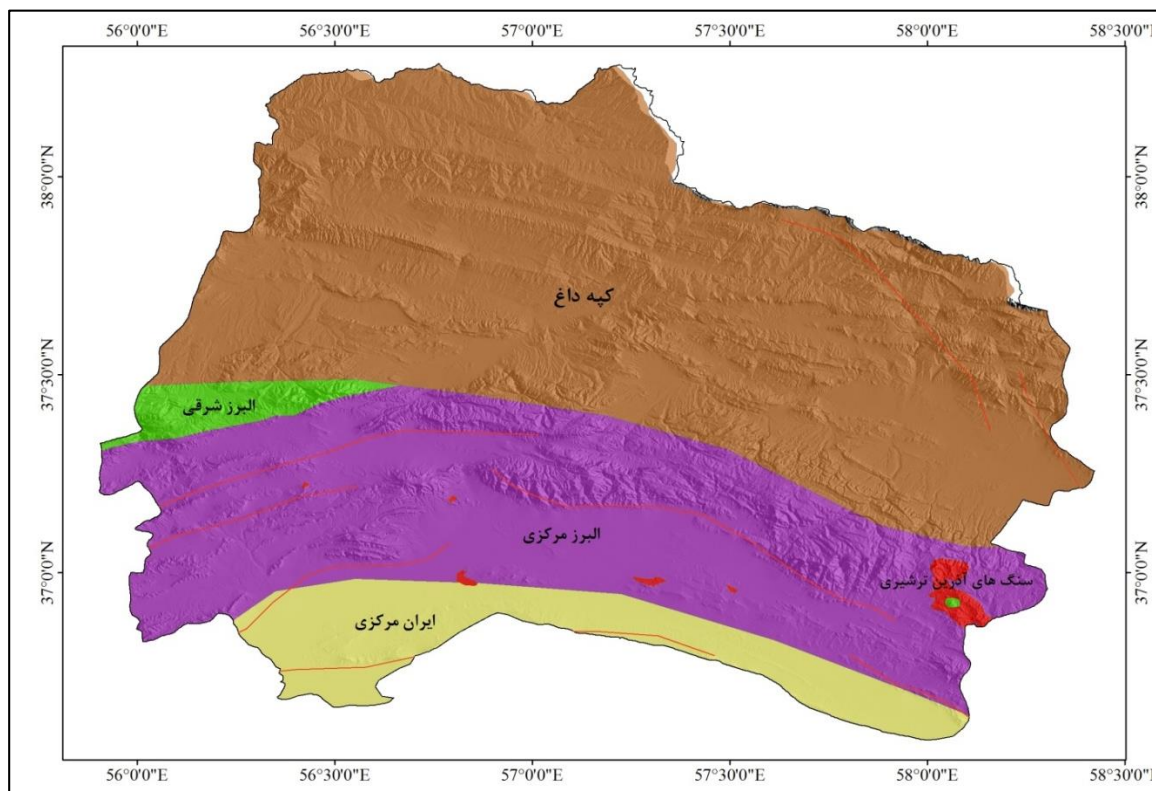 56°0'0"E 56°30'0"E 57°0'0"E 57°30'0"E 58°0'0"E 58°30'0"E
38°0'0"N 38°0'0"N
کپه داغ
37°30'0"N 37°30'0"N
البرز شرقی
البرز مرکزی
سنگ های آذرین ترشیری
37°0'0"N 37°0'0"N
ایران مرکزی
56°0'0"E 56°30'0"E 57°0'0"E 57°30'0"E 58°0'0"E 58°30'0"E